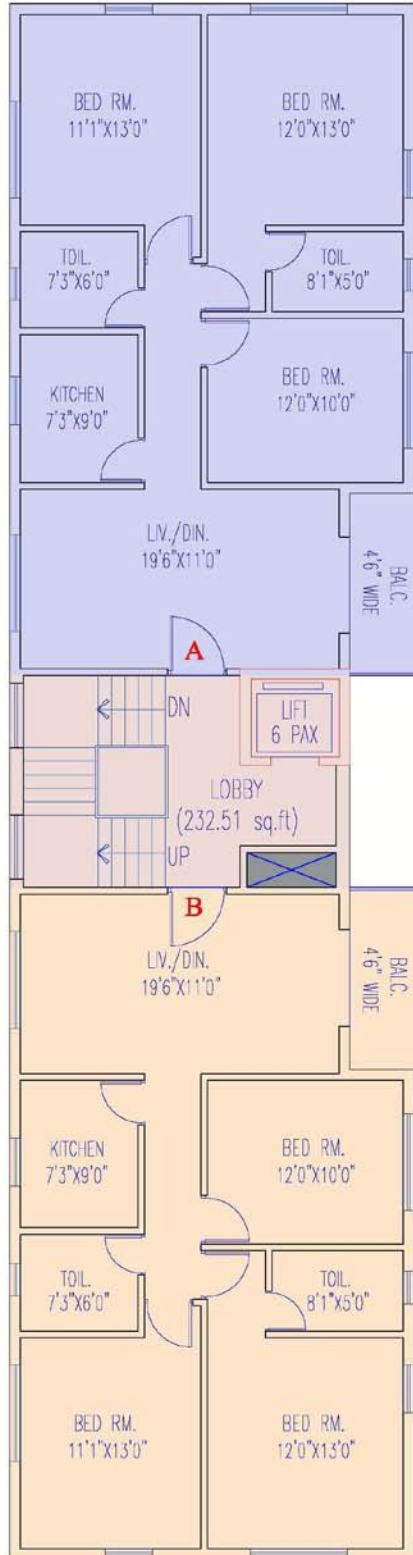 BED RM.
11'1"X13'0"
BED RM.
12'0"X13'0"
TOIL.
7'3"X6'0"
TOIL.
8'1"X5'0"
KITCHEN
7'3"X9'0"
BED RM.
12'0"X10'0"
LIV./DIN.
19'6"X11'0"
BALC.
4'6" WIDE
A
DN
LIFT
6 PAX
LOBBY
(232.51 sq.ft)
UP
B
LIV./DIN.
19'6"X11'0"
BALC.
4'6" WIDE
KITCHEN
7'3"X9'0"
BED RM.
12'0"X10'0"
TOIL.
7'3"X6'0"
TOIL.
8'1"X5'0"
BED RM.
11'1"X13'0"
BED RM.
12'0"X13'0"